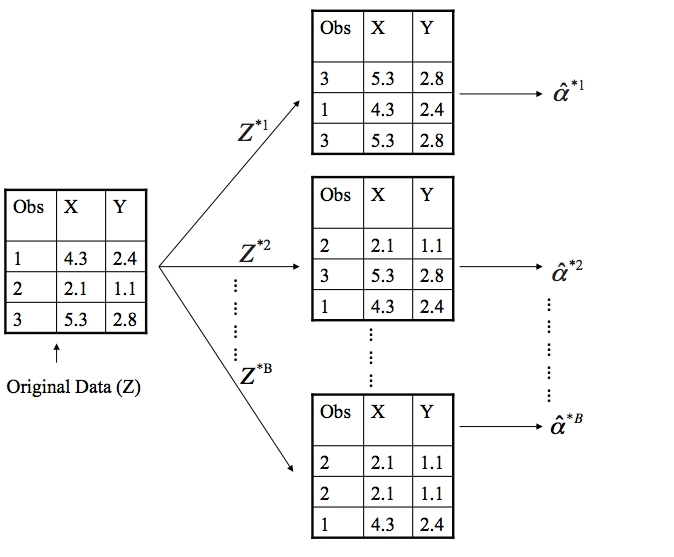 Obs X Y
1 4.3 2.4
2 2.1 1.1
3 5.3 2.8
Original Data (Z)
Z*1
Z*2
Z*B
Obs X Y
3 5.3 2.8
1 4.3 2.4
3 5.3 2.8
α̂*1
Obs X Y
2 2.1 1.1
3 5.3 2.8
1 4.3 2.4
α̂*2
Obs X Y
2 2.1 1.1
2 2.1 1.1
1 4.3 2.4
α̂*B